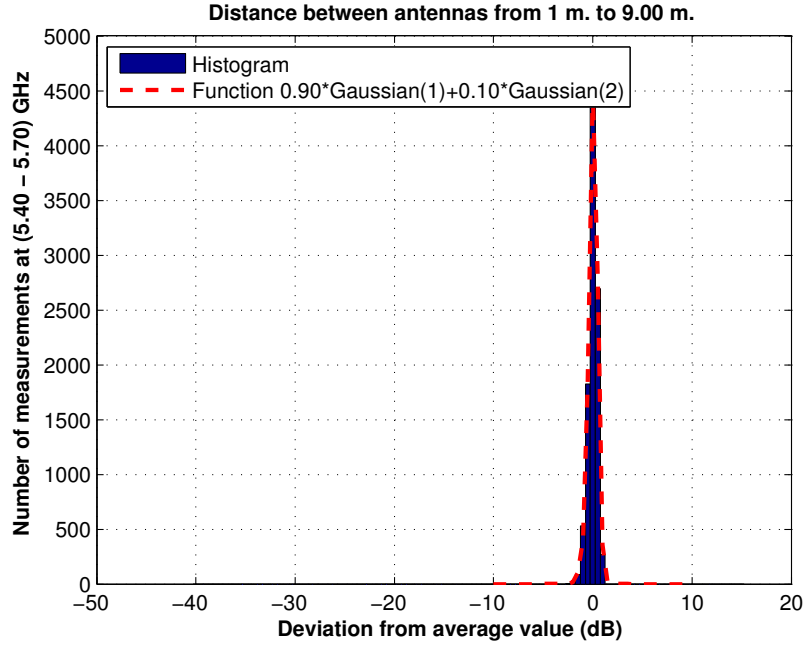 Distance between antennas from 1 m. to 9.00 m.
Number of measurements at (5.40 − 5.70) GHz
5000
4500
4000
3500
3000
2500
2000
1500
1000
500
0
Histogram
Function 0.90*Gaussian(1)+0.10*Gaussian(2)
−50 −40 −30 −20 −10 0 10 20
Deviation from average value (dB)